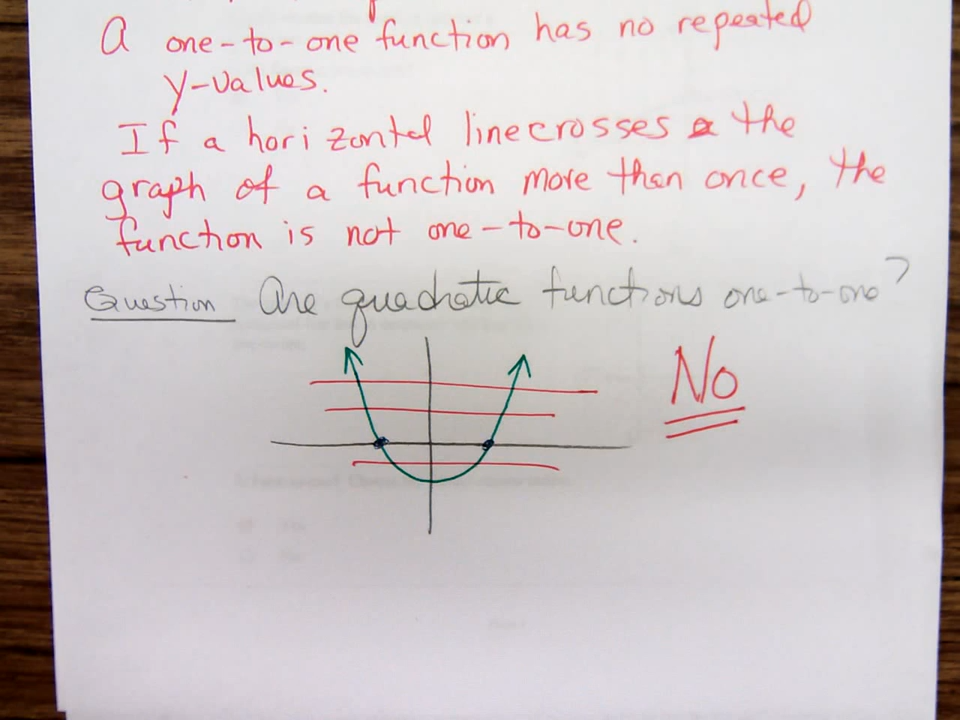 A one-to-one function has no repeated
y-values.
If a horizontal line crosses the
graph of a function more than once, the
function is not one-to-one.
Question Are quadratic functions one-to-one?
No